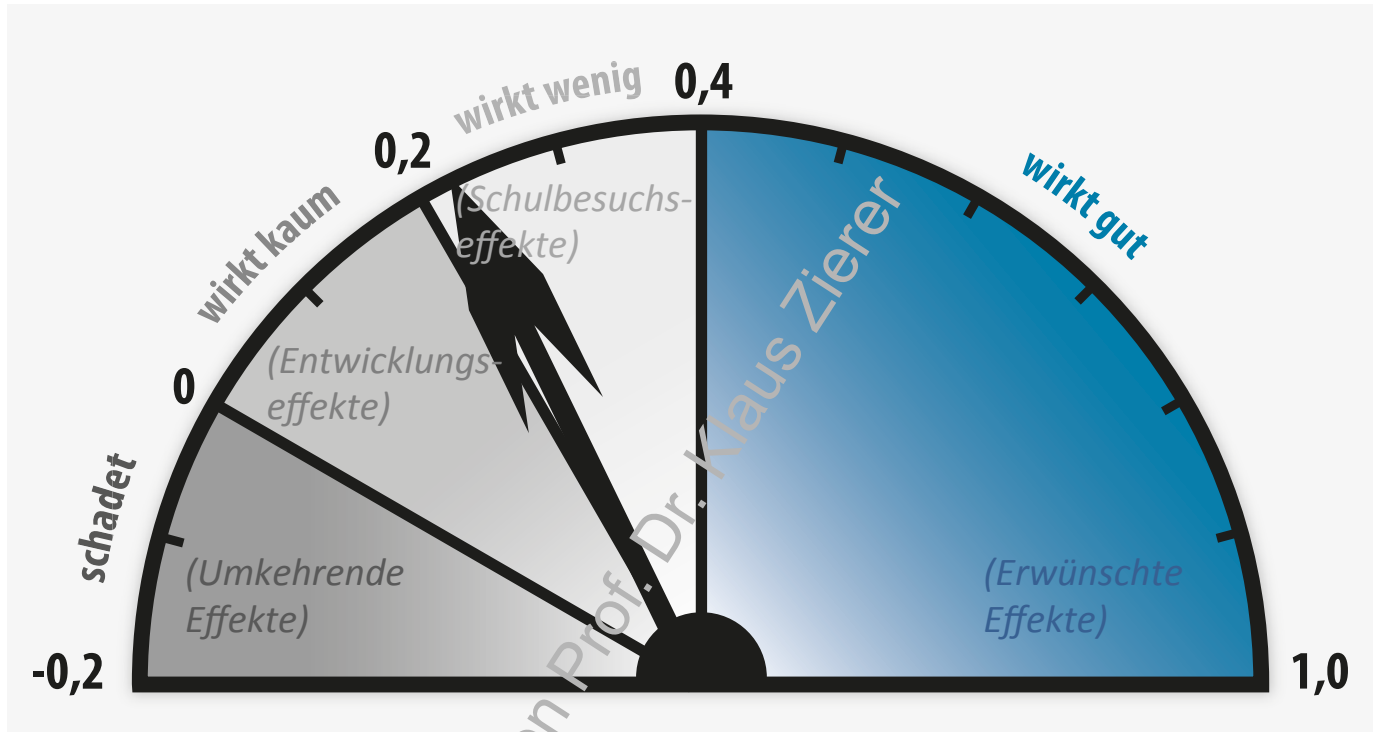 wirkt wenig
0,4
0,2
wirkt kaum
wirkt gut
(Schulbesuchs-
effekte)
0
(Entwicklungs-
effekte)
schadet
(Umkehrende
Effekte)
(Erwünschte
Effekte)
-0,2
1,0
Prof. Dr. Klaus Zierer